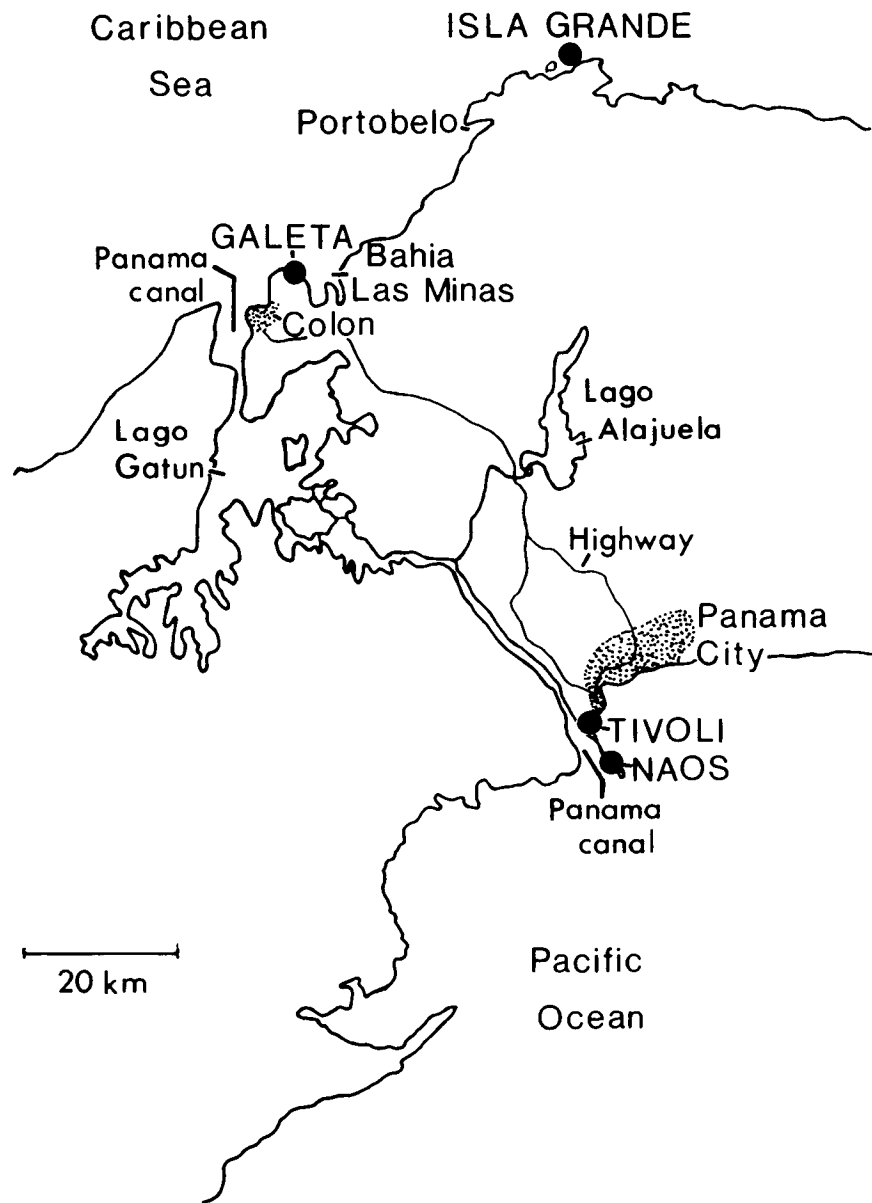 Caribbean
Sea
ISLA GRANDE
Portobelo
GALETA
Panama
canal
Bahia
Las Minas
Colon
Lago
Alajuela
Lago
Gatun
Highway
Panama
City
TIVOLI
NAOS
Panama
canal
20 km
Pacific
Ocean